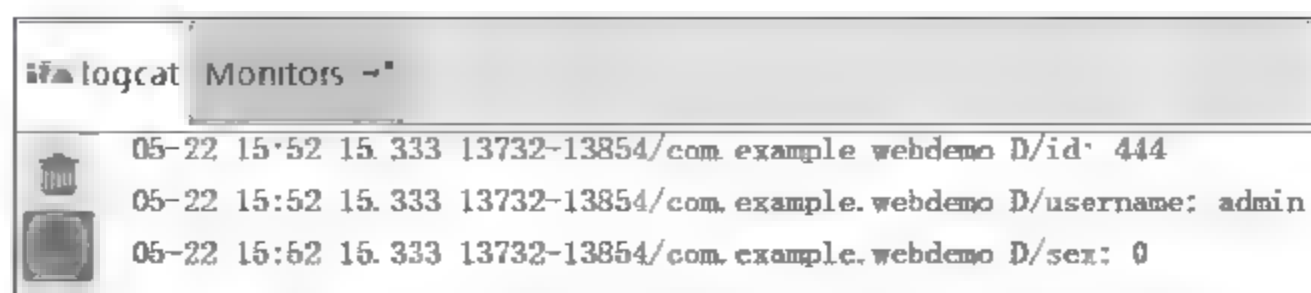 logcat Monitors
05-22 15:52 15.333 13732-13854/com.example webdemo D/id: 444
05-22 15:52 15.333 13732-13854/com.example.webdemo D/username: admin
05-22 15:52 15.333 13732-13854/com.example.webdemo D/sex: 0